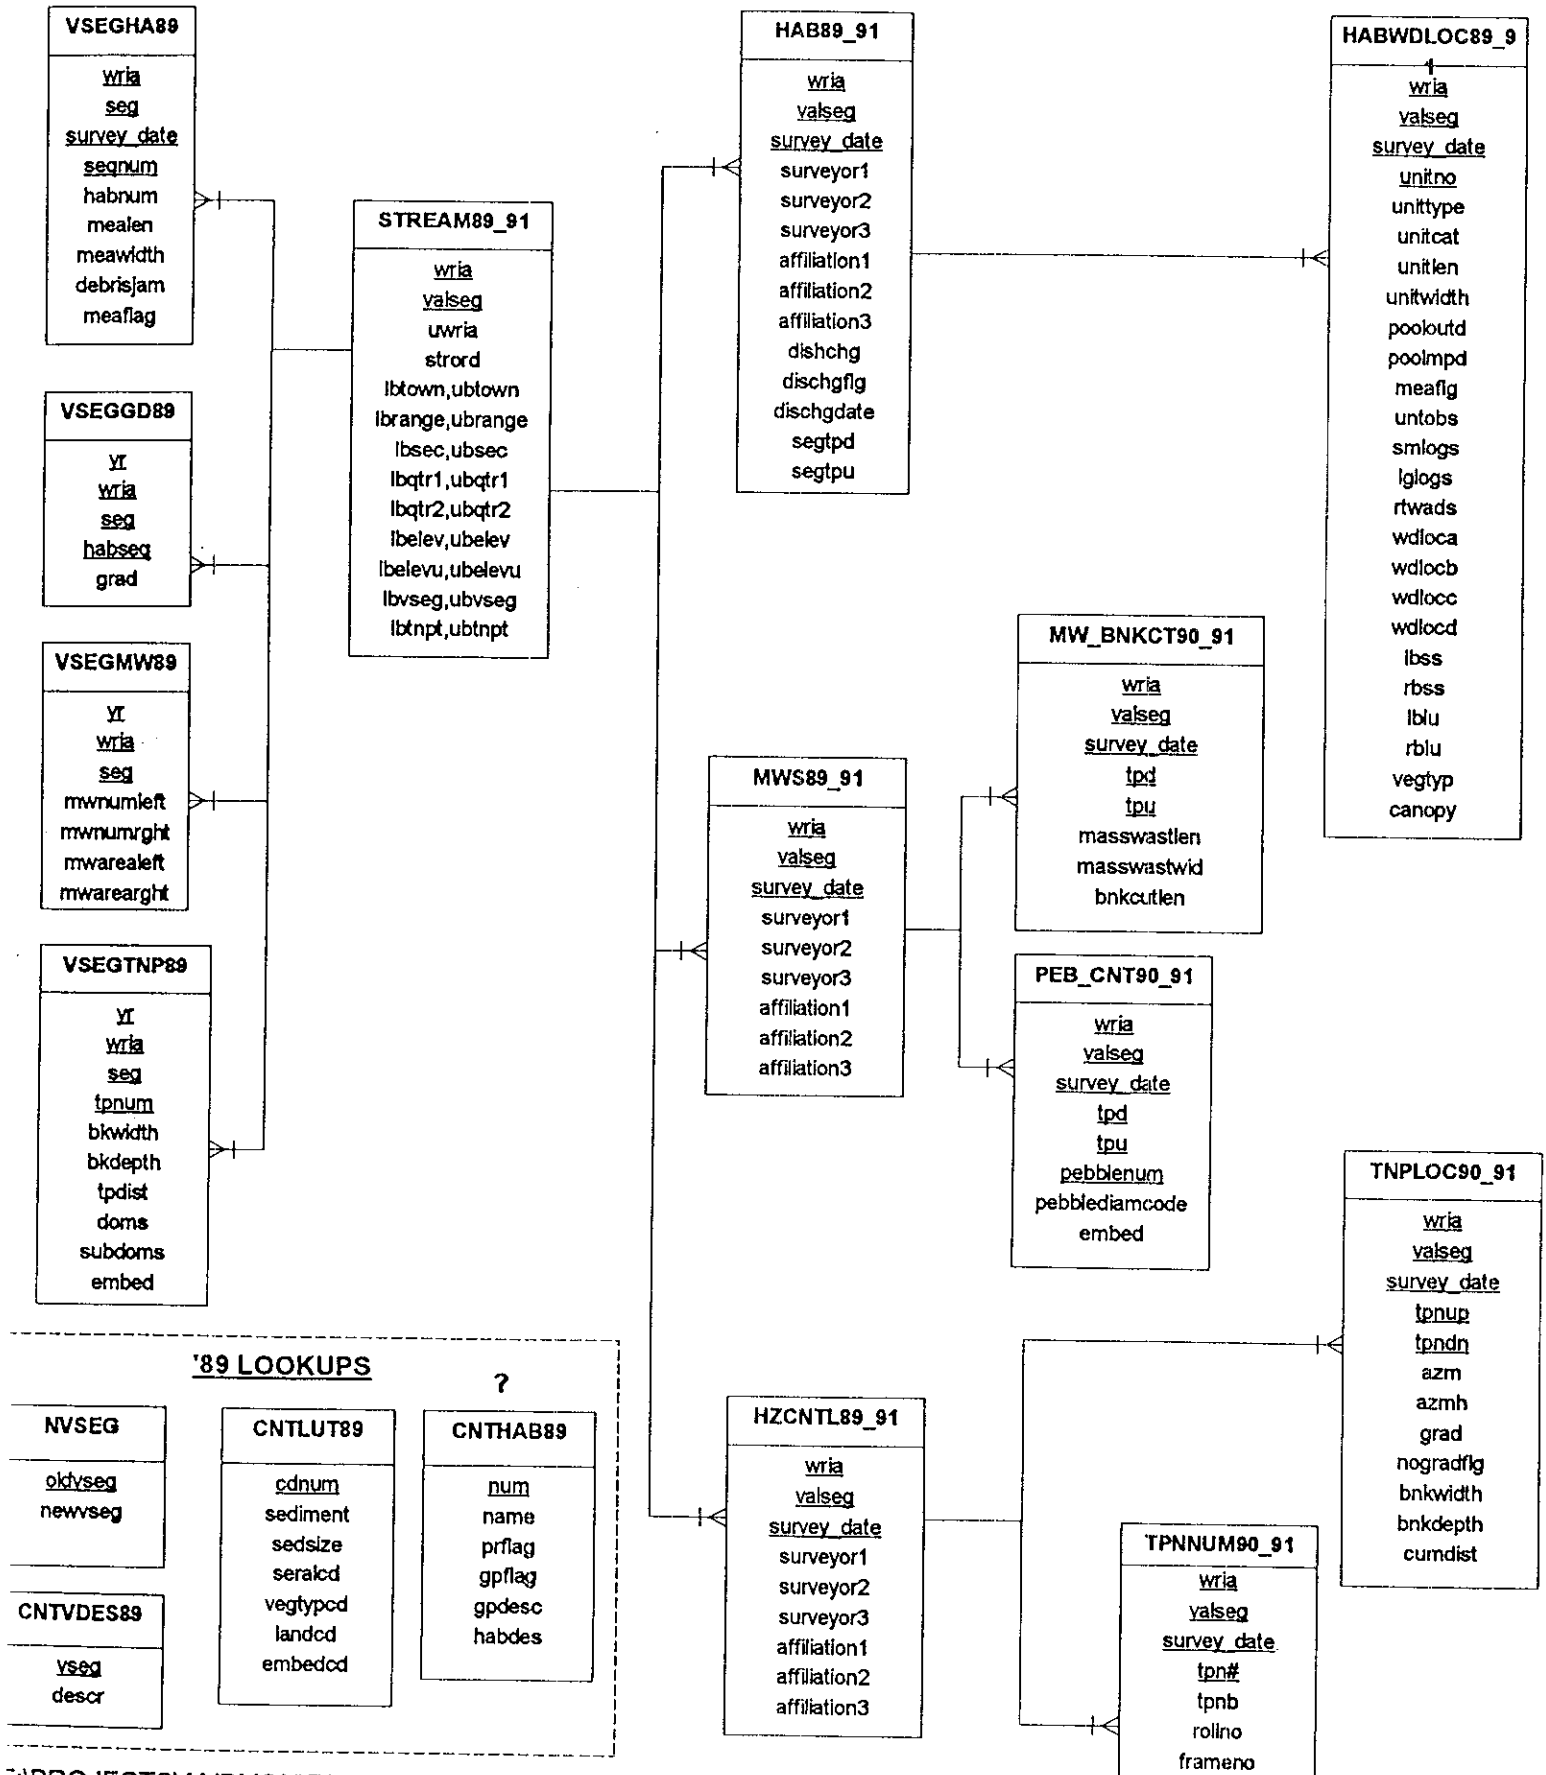 VSEGHA89
wria
seg
survey_date
seqnum
habnum
mealen
meawidth
debrisjam
meaflag
VSEGGD89
yr
wria
seg
habseq
grad
VSEGMW89
yr
wria
seg
mwnumleft
mwnumrght
mwarealeft
mwarearght
VSEGTNP89
yr
wria
seg
tpnum
bkwidth
bkdepth
tpdist
doms
subdoms
embed
STREAM89_91
wria
valseg
uwria
strord
lbtown,ubtown
lbrange,ubrange
lbsec,ubsec
lbqtr1,ubqtr1
lbqtr2,ubqtr2
lbelev,ubelev
lbelevu,ubelevu
lbvseg,ubvseg
lbtnpt,ubtnpt
HAB89_91
wria
valseg
survey_date
surveyor1
surveyor2
surveyor3
affiliation1
affiliation2
affiliation3
dishchg
dischgflg
dischgdate
segtpd
segtpu
HABWDLOC89_9
1
wria
valseg
survey_date
unitno
unittype
unitcat
unitlen
unitwidth
pooloutd
poolmpd
meaflg
untobs
smlogs
lglogs
rtwads
wdloca
wdlocb
wdlocc
wdlocd
lbss
rbss
lblu
rblu
vegtyp
canopy
MWS89_91
wria
valseg
survey_date
surveyor1
surveyor2
surveyor3
affiliation1
affiliation2
affiliation3
MW_BNKCT90_91
wria
valseg
survey_date
tpd
tpu
masswastlen
masswastwid
bnkcutlen
PEB_CNT90_91
wria
valseg
survey_date
tpd
tpu
pebblenum
pebblediamcode
embed
HZCNTL89_91
wria
valseg
survey_date
surveyor1
surveyor2
surveyor3
affiliation1
affiliation2
affiliation3
TNPLOC90_91
wria
valseg
survey_date
tpnup
tpndn
azm
azmh
grad
nogradflg
bnkwidth
bnkdepth
cumdist
TPNNUM90_91
wria
valseg
survey_date
tpn#
tpnb
rollno
frameno
'89 LOOKUPS
?
NVSEG
oldvseg
newvseg
CNTVDES89
vseg
descr
CNTLUT89
cdnum
sediment
sedsize
seralcd
vegtypcd
landcd
embedcd
CNTHAB89
num
name
prflag
gpflag
gpdesc
habdes